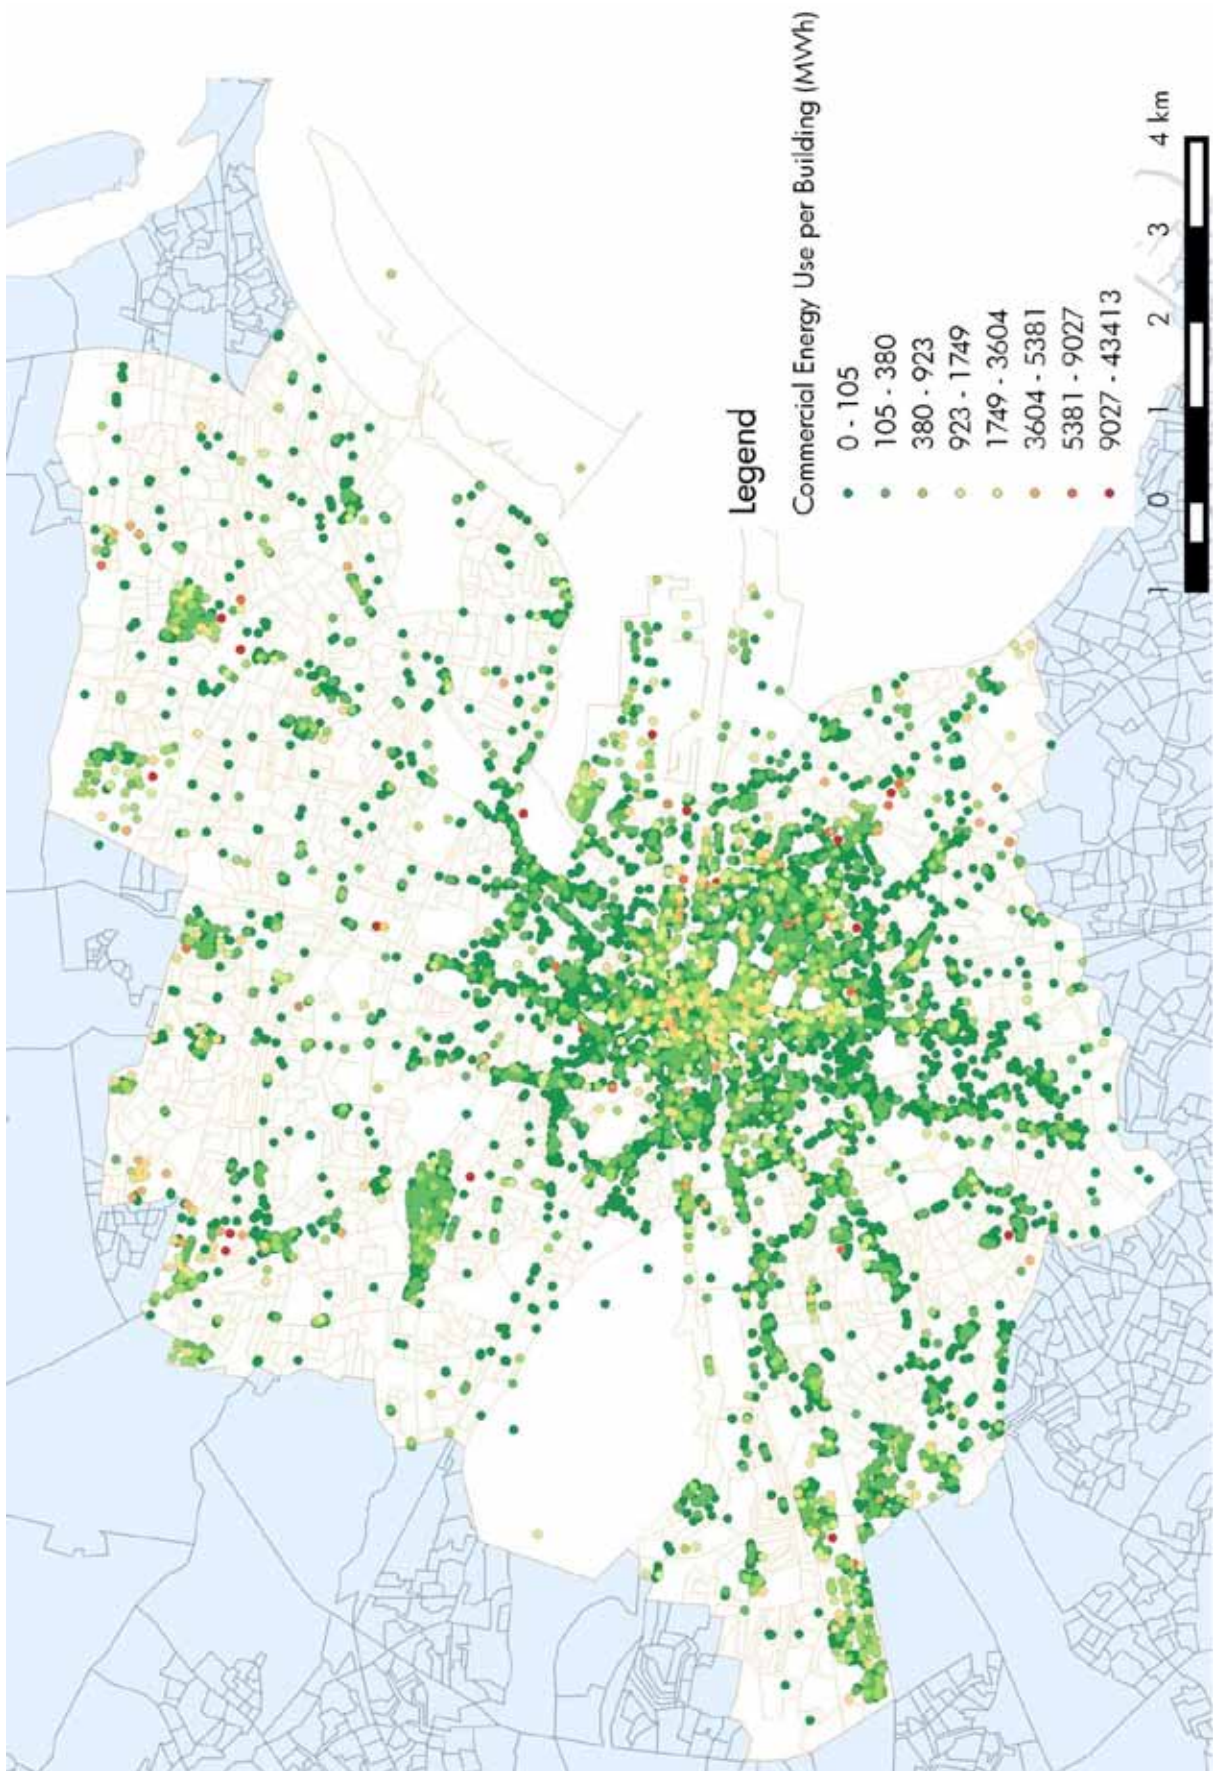 Legend
Commercial Energy Use per Building (MWh)
0 - 105
105 - 380
380 - 923
923 - 1749
1749 - 3604
3604 - 5381
5381 - 9027
9027 - 43413
1 0 1 2 3 4 km